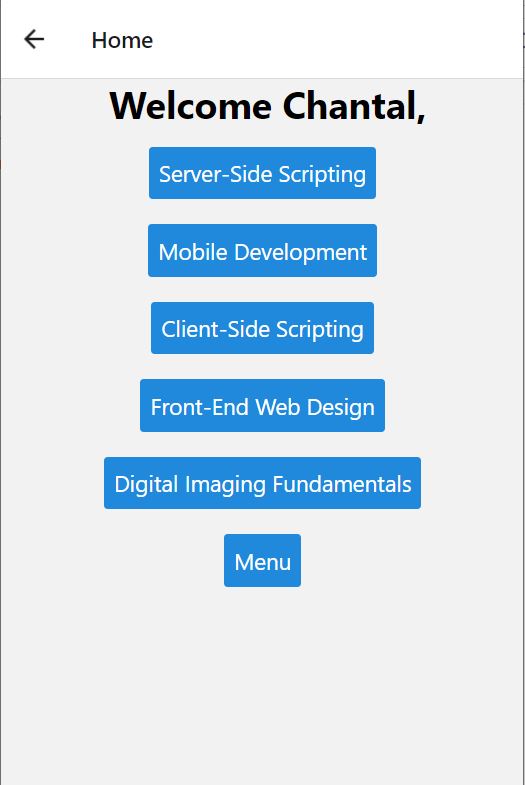 Home
Welcome Chantal,
Server-Side Scripting
Mobile Development
Client-Side Scripting
Front-End Web Design
Digital Imaging Fundamentals
Menu